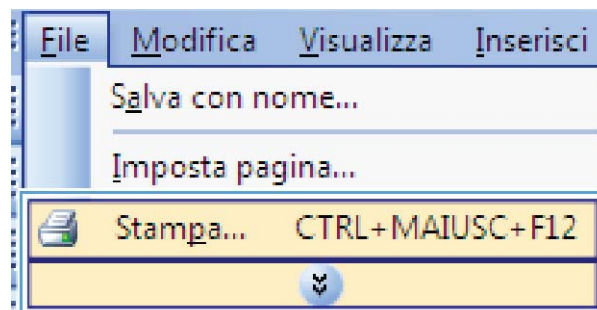 File Modifica Visualizza Inserisci
Salva con nome...
Imposta pagina...
Stampa... CTRL+MAIUSC+F12